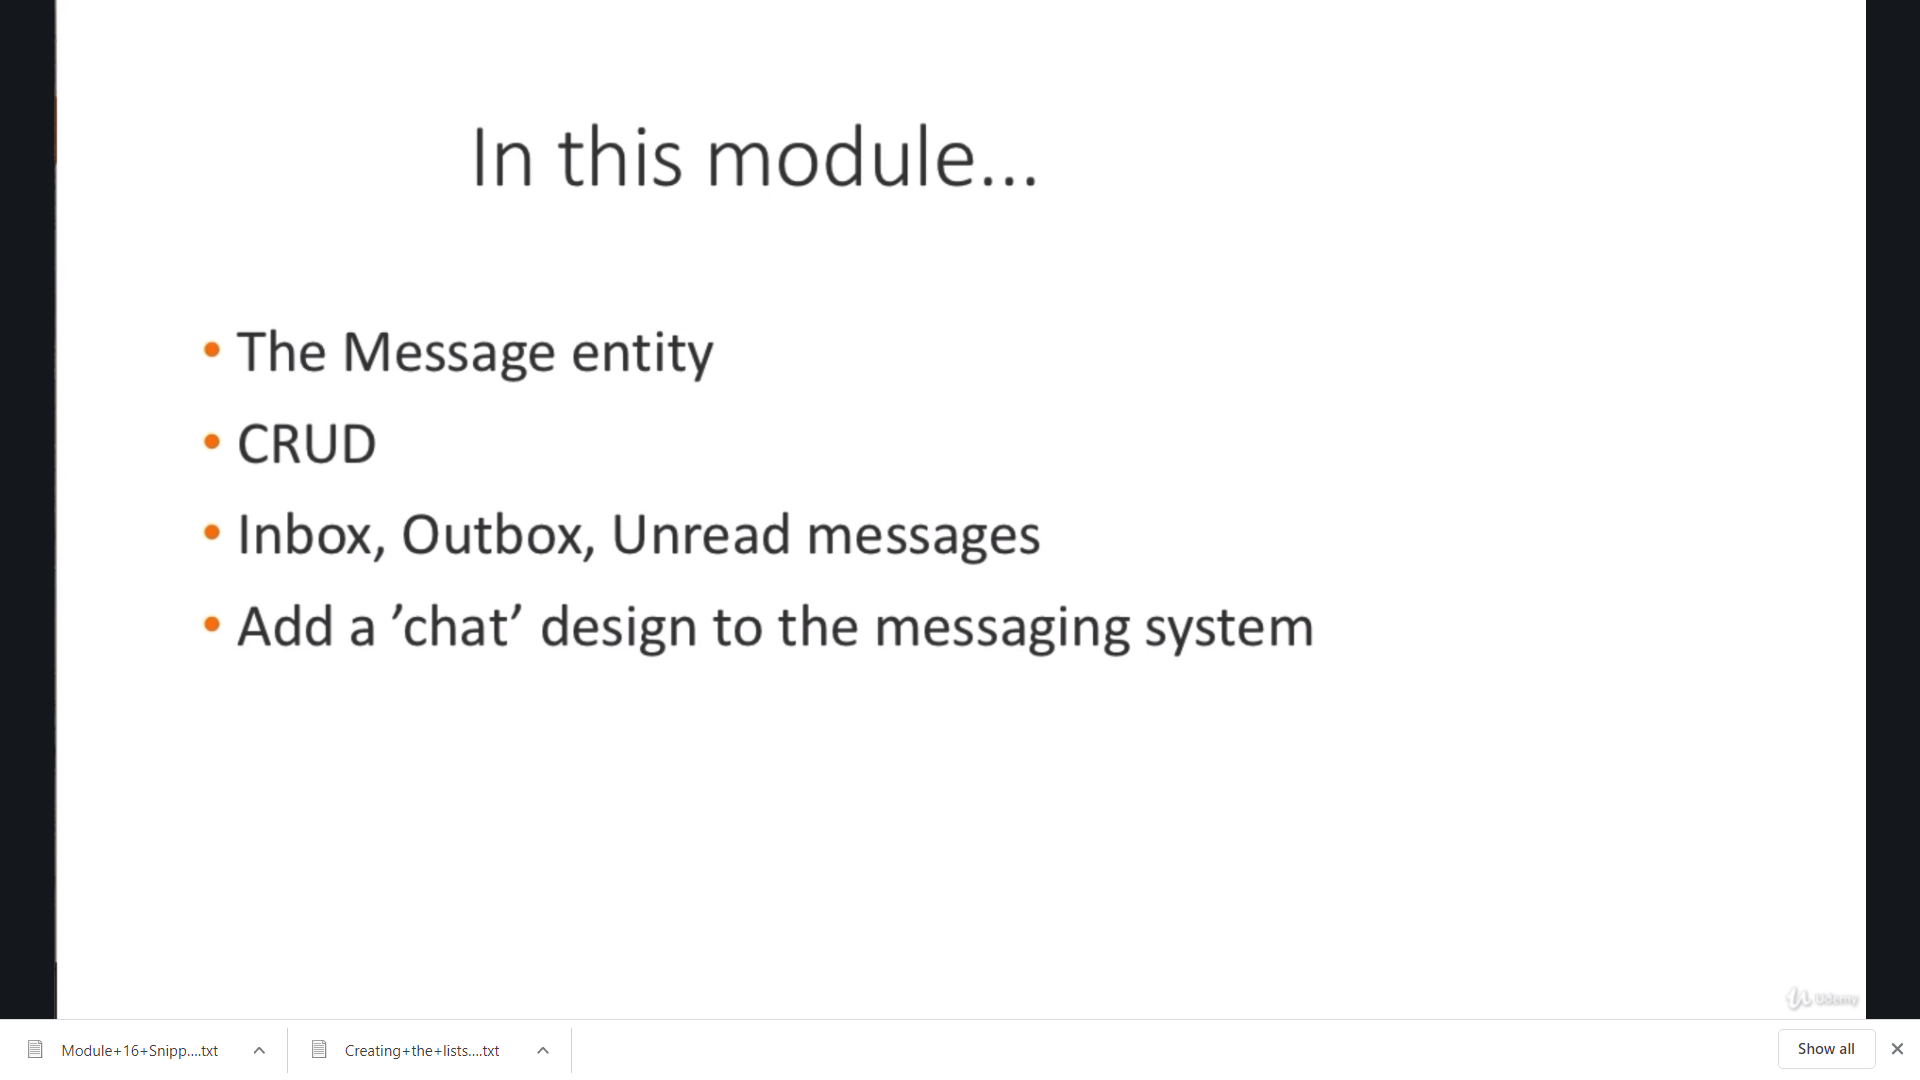 In this module...
• The Message entity
• CRUD
• Inbox, Outbox, Unread messages
• Add a ’chat’ design to the messaging system
Udemy
Module+16+Snipp....txt
Creating+the+lists....txt
Show all